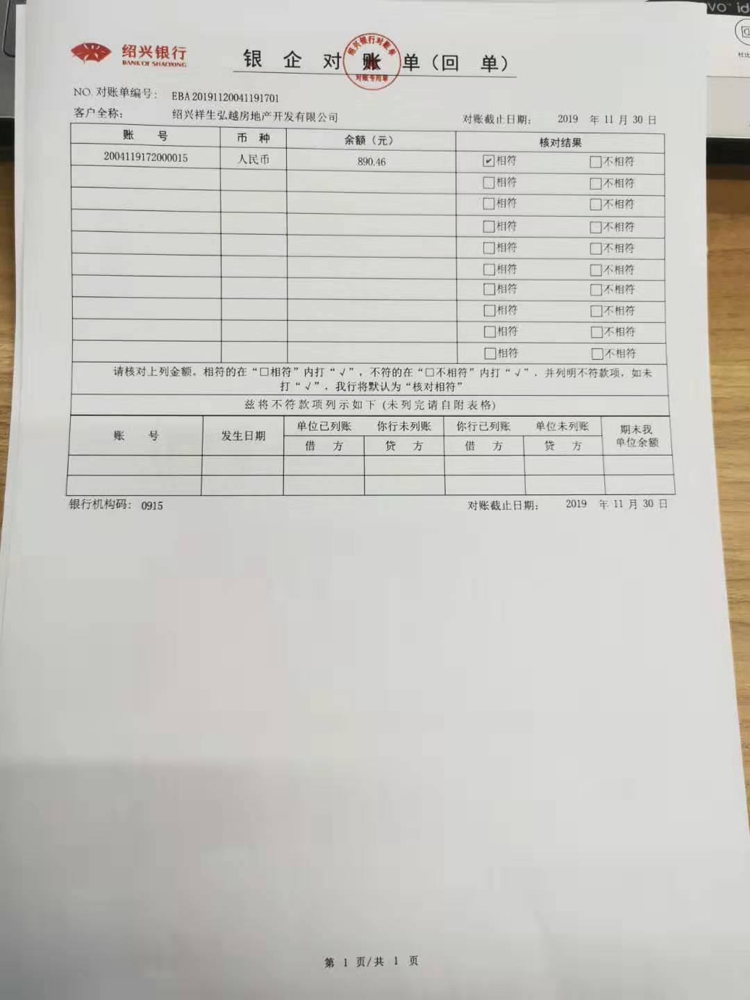 绍兴银行
BANK OF SHAOXING
银 企 对 账 单（回 单）
绍兴银行对账单
对账专用章
NO. 对账单编号： EBA20191120041191701
客户全称： 绍兴祥生弘越房地产开发有限公司 对账截止日期： 2019 年 11 月 30 日
账 号 币 种 余额（元） 核对结果
2004119172000015 人民币 890.46 ☑相符 □不相符
□相符 □不相符
□相符 □不相符
□相符 □不相符
□相符 □不相符
□相符 □不相符
□相符 □不相符
□相符 □不相符
□相符 □不相符
□相符 □不相符
请核对上列金额。相符的在“□相符”内打“√”，不符的在“□不相符”内打“√”，并列明不符款项，如未
打“√”，我行将默认为“核对相符”
兹将不符款项列示如下 (未列完请自附表格)
账 号 发生日期 单位已列账 你行未列账 你行已列账 单位未列账 期末我
单位余额
借 方 贷 方 借 方 贷 方
银行机构码： 0915 对账截止日期： 2019 年 11 月 30 日
第 1 页/共 1 页